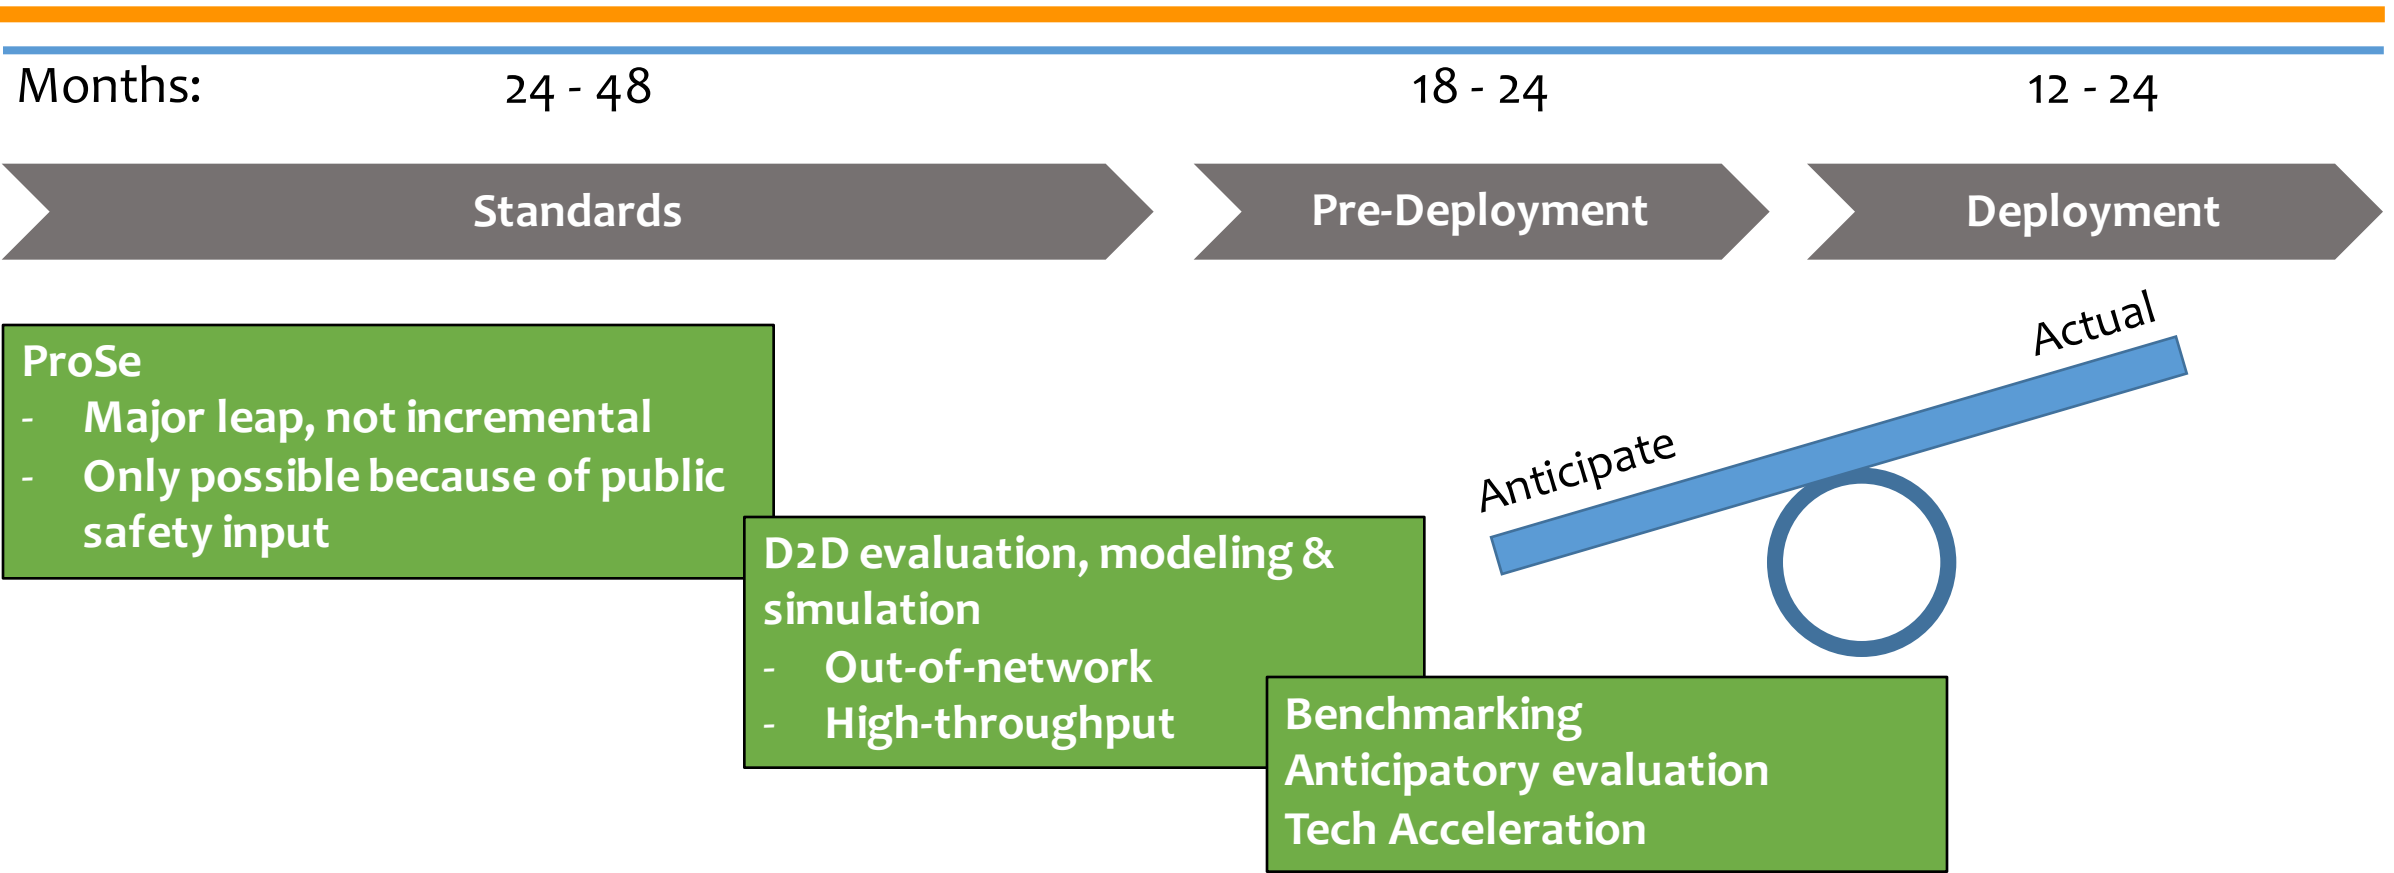 Months: 24 - 48 18 - 24 12 - 24
Standards Pre-Deployment Deployment
ProSe
- Major leap, not incremental
- Only possible because of public
safety input
D2D evaluation, modeling &
simulation
- Out-of-network
- High-throughput
Benchmarking
Anticipatory evaluation
Tech Acceleration
Anticipate
Actual